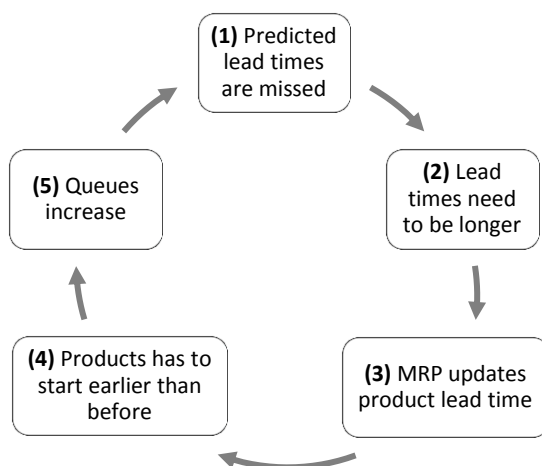 (1) Predicted
lead times
are missed
(2) Lead
times need
to be longer
(3) MRP updates
product lead time
(4) Products has to
start earlier than
before
(5) Queues
increase